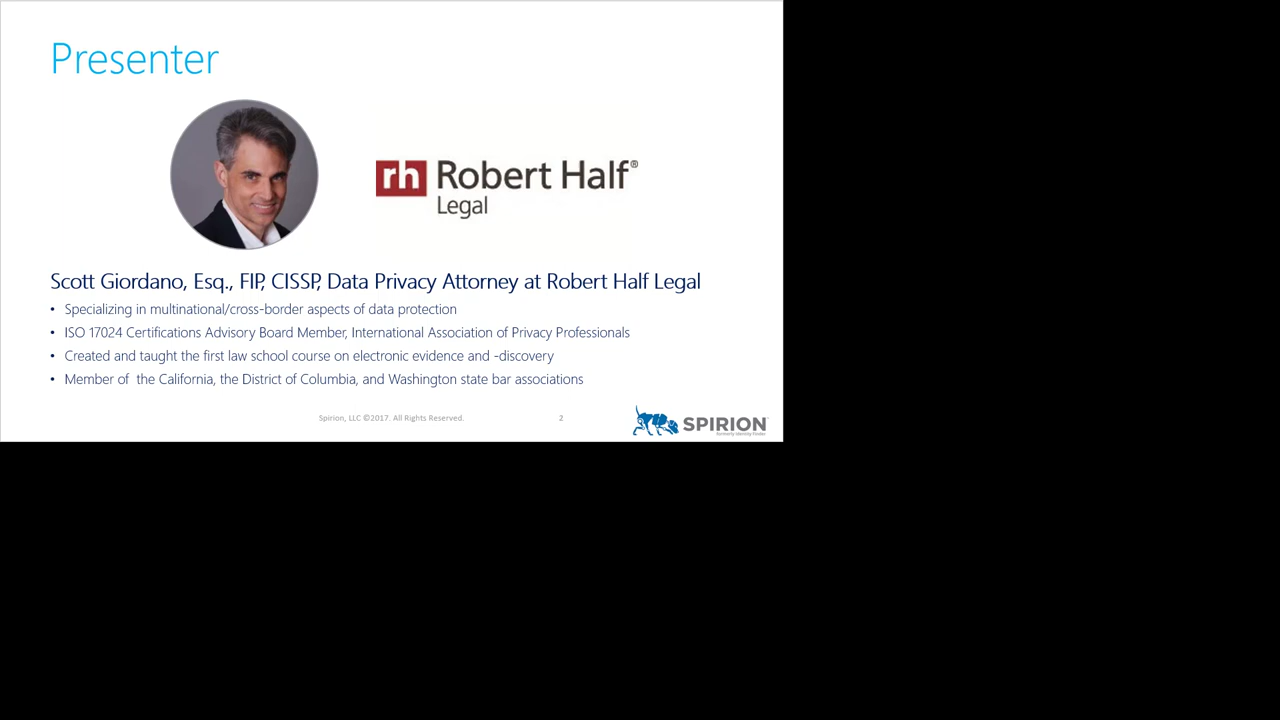 Presenter
rh Robert Half®
Legal
Scott Giordano, Esq., FIP, CISSP, Data Privacy Attorney at Robert Half Legal
• Specializing in multinational/cross-border aspects of data protection
• ISO 17024 Certifications Advisory Board Member, International Association of Privacy Professionals
• Created and taught the first law school course on electronic evidence and -discovery
• Member of  the California, the District of Columbia, and Washington state bar associations
Spirion, LLC ©2017. All Rights Reserved.
2
SPIRION
formerly Identity Finder